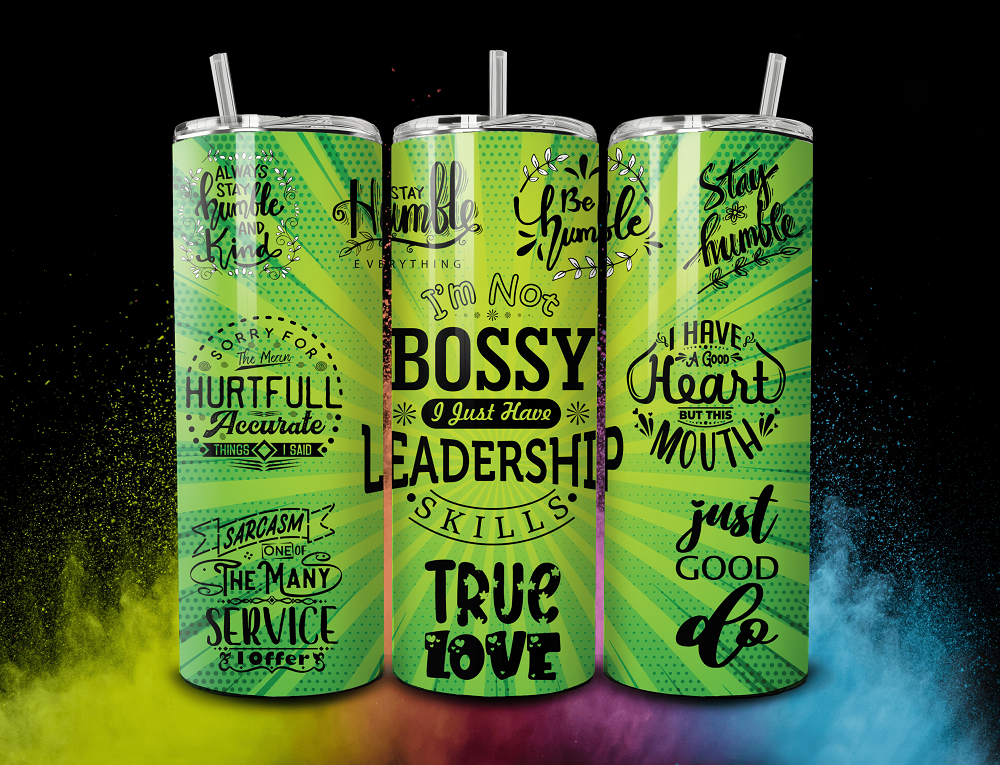 ALWAYS
STAY
humble
AND
Kind
STAY
Humble
EVERYTHING
Be
humble
Stay
humble
SORRY FOR
The Mean
HURTFULL
Accurate
THINGS I SAID
I'm Not
BOSSY
I Just Have
LEADERSHIP
SKILLS
I HAVE
A Good
Heart
BUT THIS
MOUTH
SARCASM
ONE OF
THE MANY
SERVICE
I Offer
TRUE
LOVE
just
GOOD
do